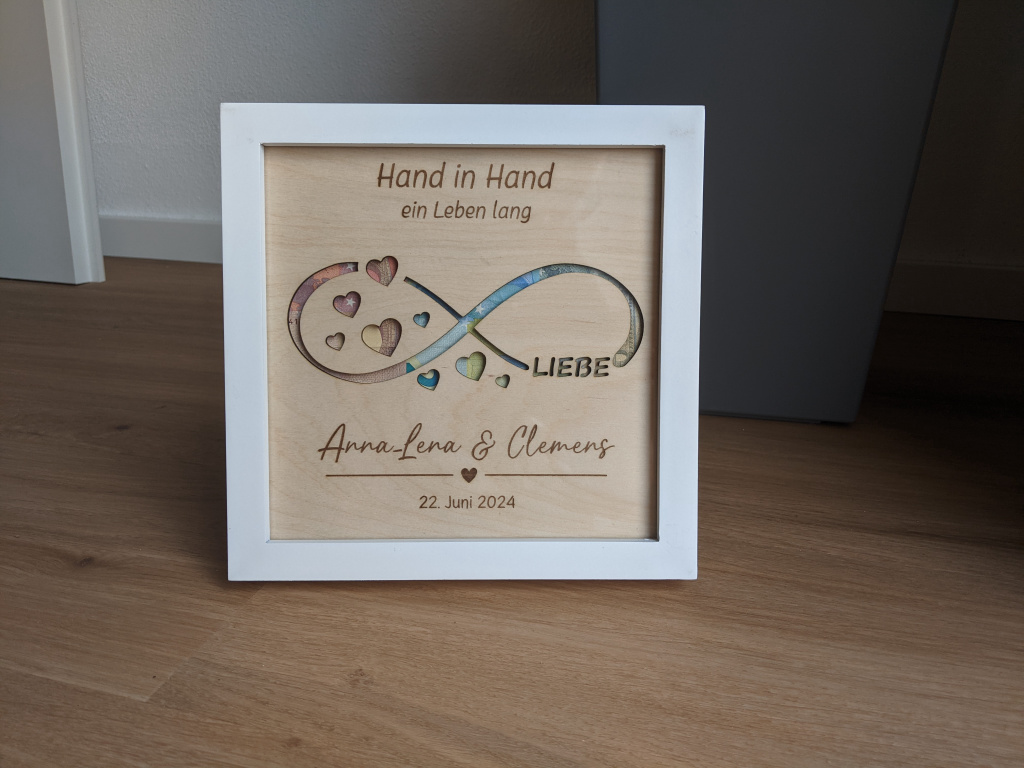 Hand in Hand
ein Leben lang
LIEBE
Anna-Lena & Clemens
22. Juni 2024